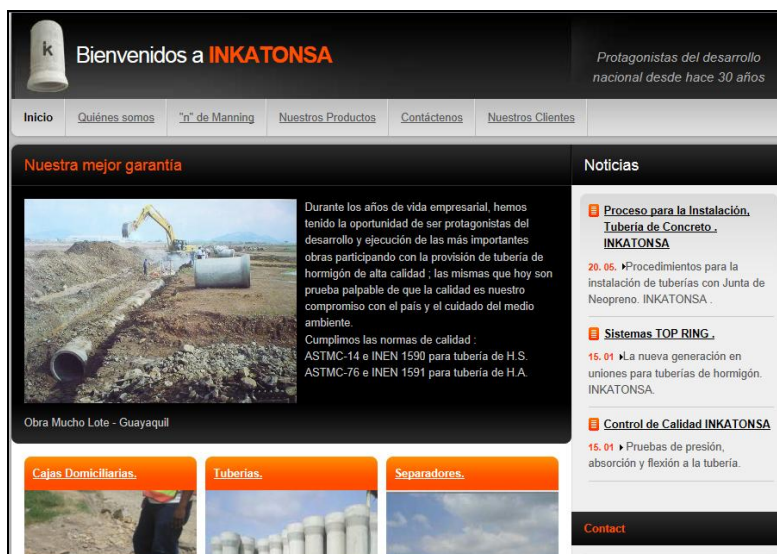 k
Bienvenidos a INKATONSA
Protagonistas del desarrollo
nacional desde hace 30 años
Inicio
Quiénes somos
"n" de Manning
Nuestros Productos
Contáctenos
Nuestros Clientes
Nuestra mejor garantía
Durante los años de vida empresarial, hemos
tenido la oportunidad de ser protagonistas del
desarrollo y ejecución de las más importantes
obras participando con la provisión de tubería de
hormigón de alta calidad ; las mismas que hoy son
prueba palpable de que la calidad es nuestro
compromiso con el país y el cuidado del medio
ambiente.
Cumplimos las normas de calidad :
ASTMC-14 e INEN 1590 para tubería de H.S.
ASTMC-76 e INEN 1591 para tubería de H.A.
Obra Mucho Lote - Guayaquil
Cajas Domiciliarias.
Tuberías.
Separadores.
Noticias
Proceso para la Instalación,
Tubería de Concreto .
INKATONSA
20. 05. Procedimientos para la
instalación de tuberías con Junta de
Neopreno. INKATONSA .
Sistemas TOP RING .
15. 01 La nueva generación en
uniones para tuberías de hormigón.
INKATONSA.
Control de Calidad INKATONSA
15. 01 Pruebas de presión,
absorción y flexión a la tubería.
Contact